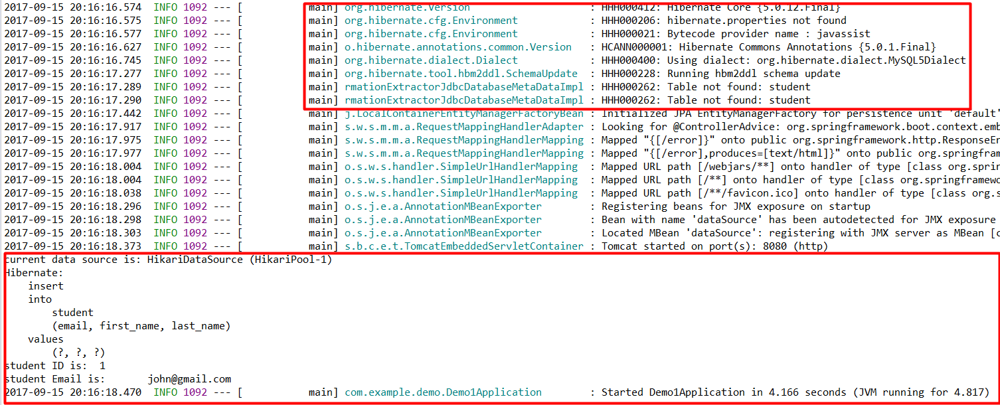 2017-09-15 20:16:16.574  INFO 1092 --- [           main] org.hibernate.Version                    : HHH000412: Hibernate Core {5.0.12.Final}
2017-09-15 20:16:16.575  INFO 1092 --- [           main] org.hibernate.cfg.Environment            : HHH000206: hibernate.properties not found
2017-09-15 20:16:16.577  INFO 1092 --- [           main] org.hibernate.cfg.Environment            : HHH000021: Bytecode provider name : javassist
2017-09-15 20:16:16.627  INFO 1092 --- [           main] o.hibernate.annotations.common.Version   : HCANN000001: Hibernate Commons Annotations {5.0.1.Final}
2017-09-15 20:16:16.745  INFO 1092 --- [           main] org.hibernate.dialect.Dialect            : HHH000400: Using dialect: org.hibernate.dialect.MySQL5Dialect
2017-09-15 20:16:17.277  INFO 1092 --- [           main] org.hibernate.tool.hbm2ddl.SchemaUpdate  : HHH000228: Running hbm2ddl schema update
2017-09-15 20:16:17.289  INFO 1092 --- [           main] rmationExtractorJdbcDatabaseMetaDataImpl : HHH000262: Table not found: student
2017-09-15 20:16:17.290  INFO 1092 --- [           main] rmationExtractorJdbcDatabaseMetaDataImpl : HHH000262: Table not found: student
2017-09-15 20:16:17.442  INFO 1092 --- [           main] j.LocalContainerEntityManagerFactoryBean : Initialized JPA EntityManagerFactory for persistence unit 'default'
2017-09-15 20:16:17.917  INFO 1092 --- [           main] s.w.s.m.m.a.RequestMappingHandlerAdapter : Looking for @ControllerAdvice: org.springframework.boot.context.emb
2017-09-15 20:16:17.975  INFO 1092 --- [           main] s.w.s.m.m.a.RequestMappingHandlerMapping : Mapped "{[/error]}" onto public org.springframework.http.ResponseEn
2017-09-15 20:16:17.977  INFO 1092 --- [           main] s.w.s.m.m.a.RequestMappingHandlerMapping : Mapped "{[/error],produces=[text/html]}" onto public org.springfram
2017-09-15 20:16:18.004  INFO 1092 --- [           main] o.s.w.s.handler.SimpleUrlHandlerMapping  : Mapped URL path [/webjars/**] onto handler of type [class org.sprin
2017-09-15 20:16:18.004  INFO 1092 --- [           main] o.s.w.s.handler.SimpleUrlHandlerMapping  : Mapped URL path [/**] onto handler of type [class org.springframewo
2017-09-15 20:16:18.038  INFO 1092 --- [           main] o.s.w.s.handler.SimpleUrlHandlerMapping  : Mapped URL path [/**/favicon.ico] onto handler of type [class org.s
2017-09-15 20:16:18.296  INFO 1092 --- [           main] o.s.j.e.a.AnnotationMBeanExporter        : Registering beans for JMX exposure on startup
2017-09-15 20:16:18.298  INFO 1092 --- [           main] o.s.j.e.a.AnnotationMBeanExporter        : Bean with name 'dataSource' has been autodetected for JMX exposure
2017-09-15 20:16:18.303  INFO 1092 --- [           main] o.s.j.e.a.AnnotationMBeanExporter        : Located MBean 'dataSource': registering with JMX server as MBean [c
2017-09-15 20:16:18.373  INFO 1092 --- [           main] s.b.c.e.t.TomcatEmbeddedServletContainer : Tomcat started on port(s): 8080 (http)
current data source is: HikariDataSource (HikariPool-1)
Hibernate:
    insert
    into
        student
        (email, first_name, last_name)
    values
        (?, ?, ?)
student ID is:  1
student Email is:       john@gmail.com
2017-09-15 20:16:18.470  INFO 1092 --- [           main] com.example.demo.Demo1Application        : Started Demo1Application in 4.166 seconds (JVM running for 4.817)